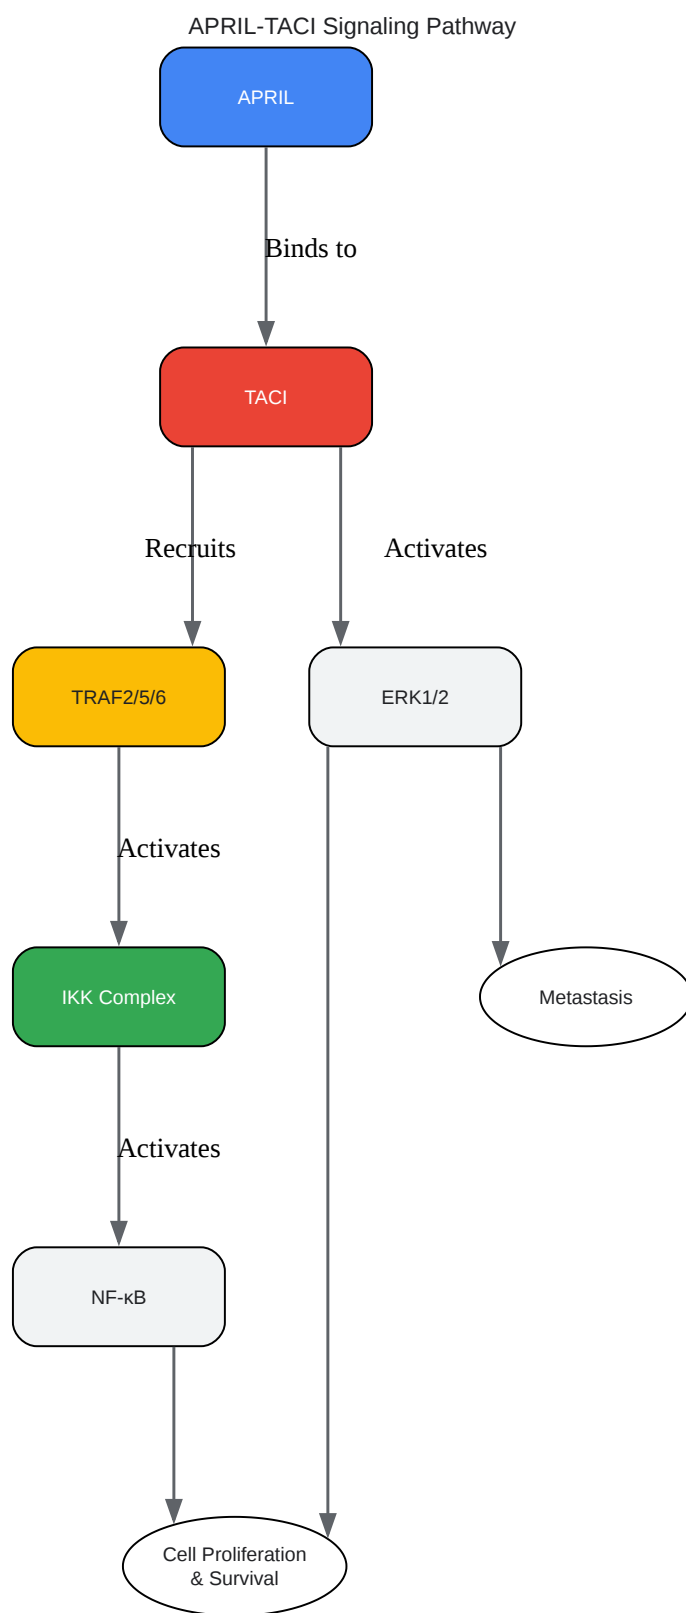 APRIL-TACI Signaling Pathway
APRIL
Binds to
TACI
Recruits
Activates
TRAF2/5/6
ERK1/2
Activates
IKK Complex
Metastasis
Activates
NF-κB
Cell Proliferation
& Survival